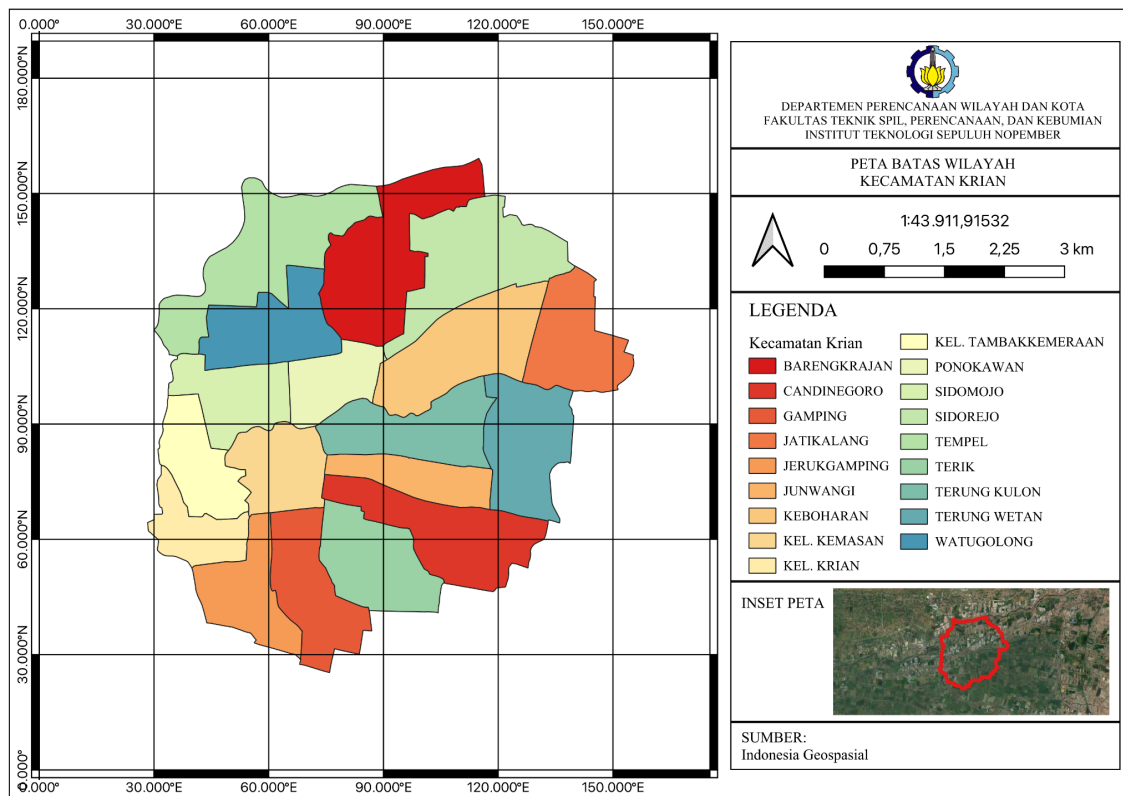 0.000° 30.000°E 60.000°E 90.000°E 120.000°E 150.000°E
180.000°N
150.000°N
120.000°N
90.000°N
60.000°N
30.000°N
0.000°
0.000° 30.000°E 60.000°E 90.000°E 120.000°E 150.000°E
DEPARTEMEN PERENCANAAN WILAYAH DAN KOTA
FAKULTAS TEKNIK SPIL, PERENCANAAN, DAN KEBUMIAN
INSTITUT TEKNOLOGI SEPULUH NOPEMBER
PETA BATAS WILAYAH
KECAMATAN KRIAN
1:43.911,91532
0 0,75 1,5 2,25 3 km
LEGENDA
Kecamatan Krian
BARENGKRAJAN
CANDINEGORO
GAMPING
JATIKALANG
JERUKGAMPING
JUNWANGI
KEBOHARAN
KEL. KEMASAN
KEL. KRIAN
KEL. TAMBAKKEMERAAN
PONOKAWAN
SIDOMOJO
SIDOREJO
TEMPEL
TERIK
TERUNG KULON
TERUNG WETAN
WATUGOLONG
INSET PETA
SUMBER:
Indonesia Geospasial